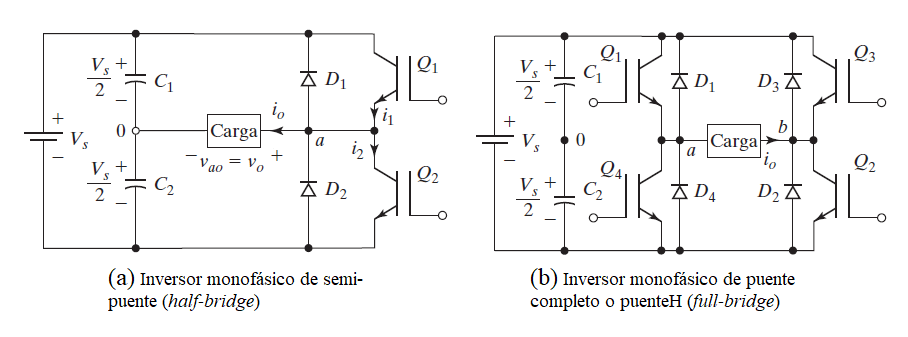 V_s
V_s/2 + −
C_1
V_s/2 + −
C_2
+ −
0
Carga
i_o
−v_ao = v_o +
a
D_1
D_2
Q_1
i_1
i_2
Q_2
(a) Inversor monofásico de semi-
puente (half-bridge)
V_s
V_s/2 + −
C_1
V_s/2 + −
C_2
+ −
0
Q_1
Q_4
D_1
D_4
a
Carga
b
i_o
D_3
D_2
Q_3
Q_2
(b) Inversor monofásico de puente
completo o puenteH (full-bridge)